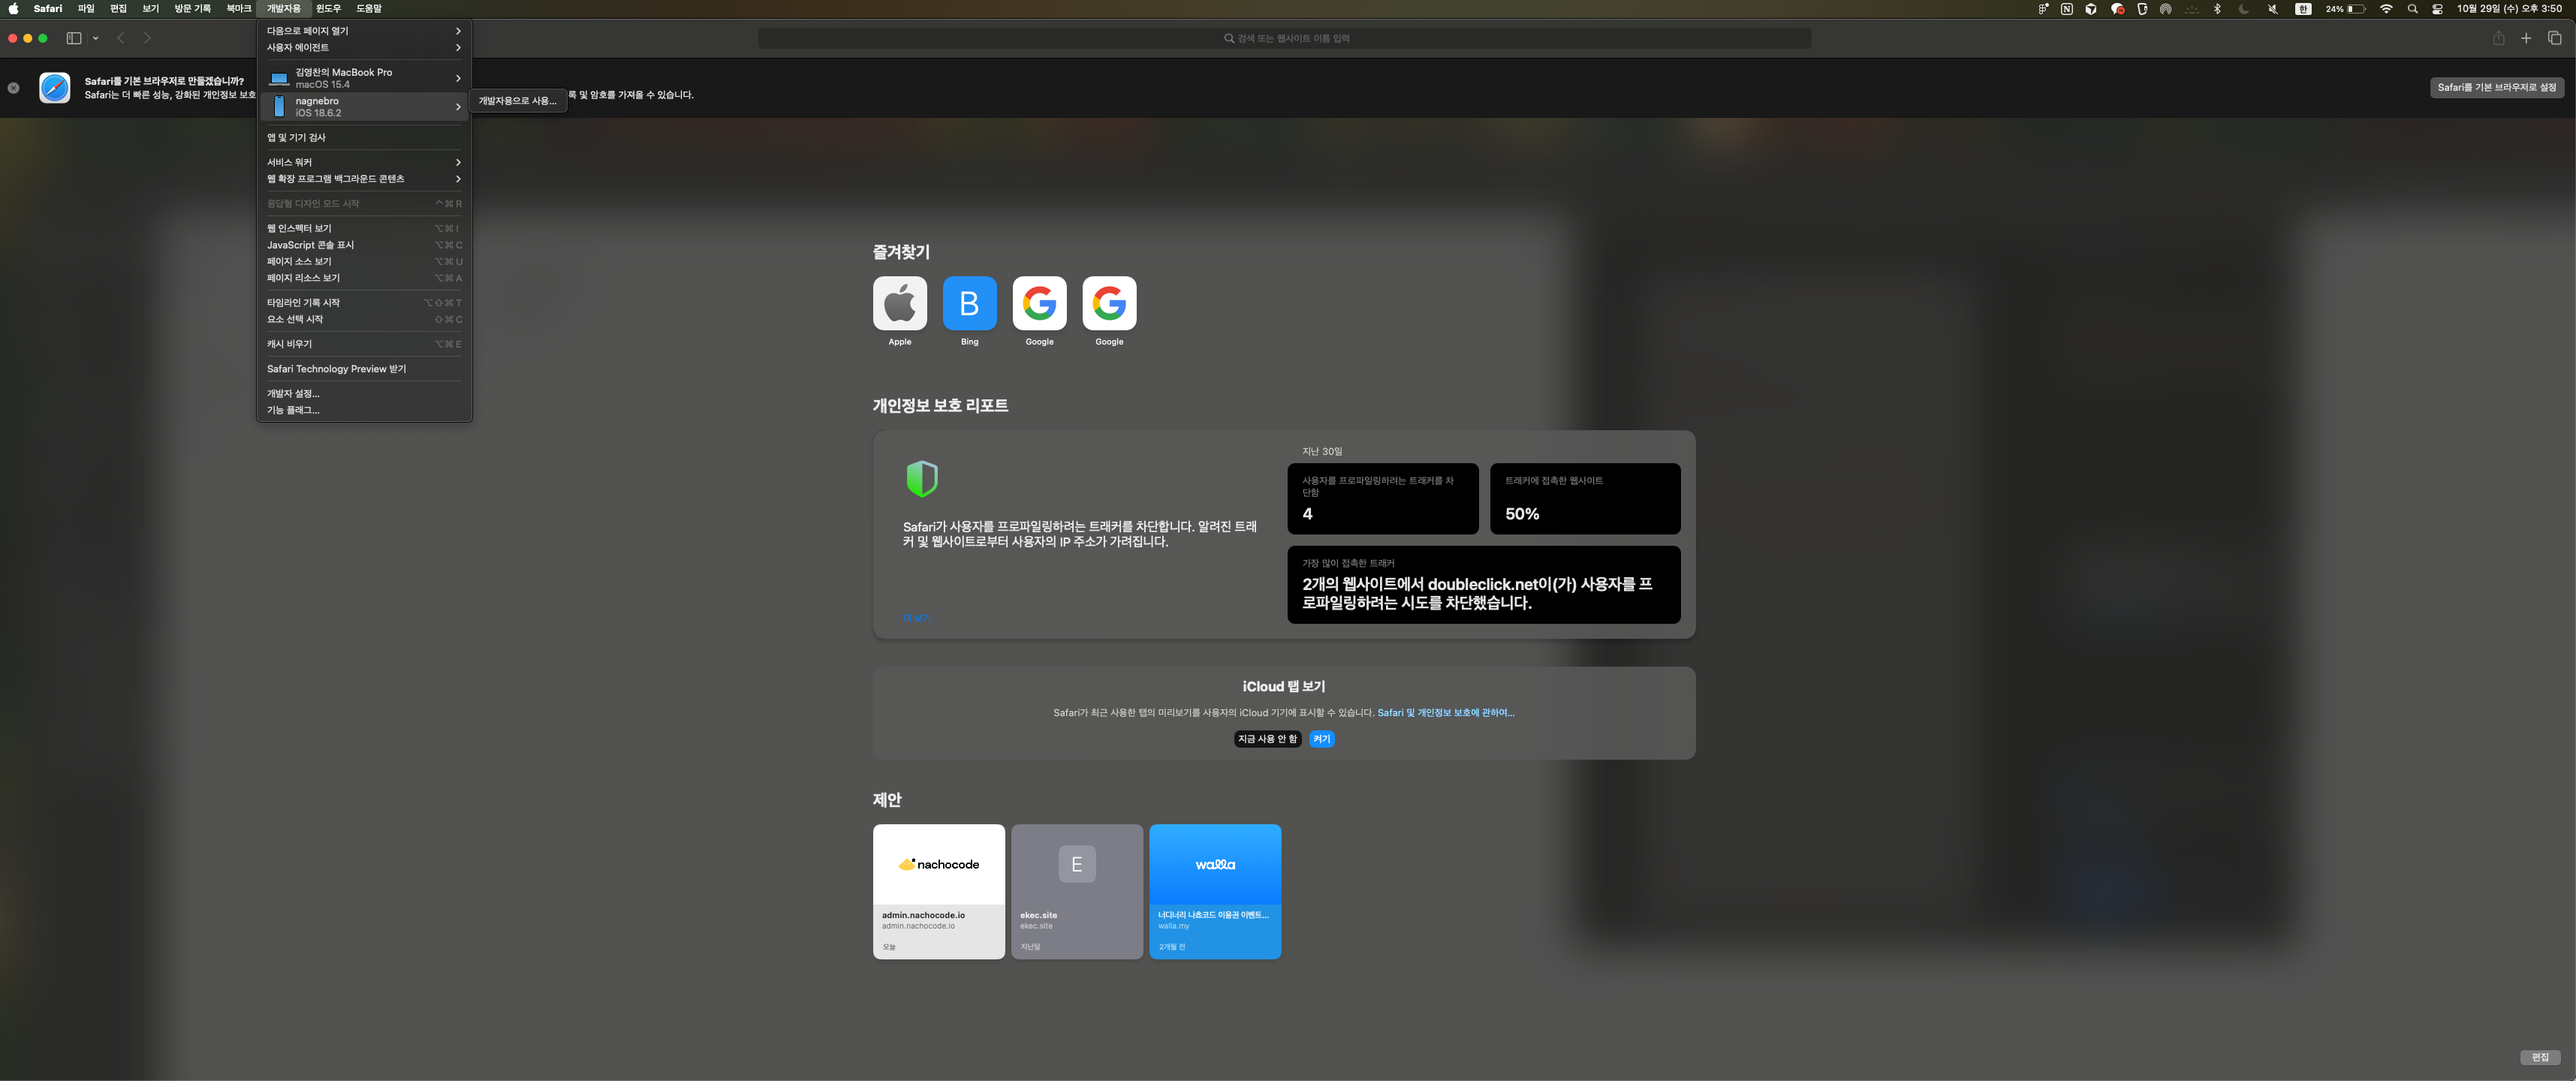 Safari 파일 편집 보기 방문 기록 북마크 개발자용 윈도우 도움말
한 24% 10월 29일 (수) 오후 3:50
검색 또는 웹사이트 이름 입력
Safari를 기본 브라우저로 만들겠습니까?
Safari는 더 빠른 성능, 강화된 개인정보 보호
록 및 암호를 가져올 수 있습니다.
Safari를 기본 브라우저로 설정
다음으로 페이지 열기
사용자 에이전트
김영찬의 MacBook Pro
macOS 15.4
nagnebro
iOS 18.6.2
개발자용으로 사용...
앱 및 기기 검사
서비스 워커
웹 확장 프로그램 백그라운드 콘텐츠
응답형 디자인 모드 시작 ^⌘R
웹 인스펙터 보기 ⌥⌘I
JavaScript 콘솔 표시 ⌥⌘C
페이지 소스 보기 ⌥⌘U
페이지 리소스 보기 ⌥⌘A
타임라인 기록 시작 ⌥⇧⌘T
요소 선택 시작 ⇧⌘C
캐시 비우기 ⌥⌘E
Safari Technology Preview 받기
개발자 설정...
기능 플래그...
즐겨찾기
B
Apple Bing Google Google
개인정보 보호 리포트
Safari가 사용자를 프로파일링하려는 트래커를 차단합니다. 알려진 트래
커 및 웹사이트로부터 사용자의 IP 주소가 가려집니다.
더 보기
지난 30일
사용자를 프로파일링하려는 트래커를 차
단함
4
트래커에 접촉한 웹사이트
50%
가장 많이 접촉한 트래커
2개의 웹사이트에서 doubleclick.net이(가) 사용자를 프
로파일링하려는 시도를 차단했습니다.
iCloud 탭 보기
Safari가 최근 사용한 탭의 미리보기를 사용자의 iCloud 기기에 표시할 수 있습니다. Safari 및 개인정보 보호에 관하여...
지금 사용 안 함 켜기
제안
nachocode
admin.nachocode.io
admin.nachocode.io
오늘
E
ekec.site
ekec.site
지난달
walla
너디너리 나쵸코드 이용권 이벤트...
walla.my
2개월 전
편집